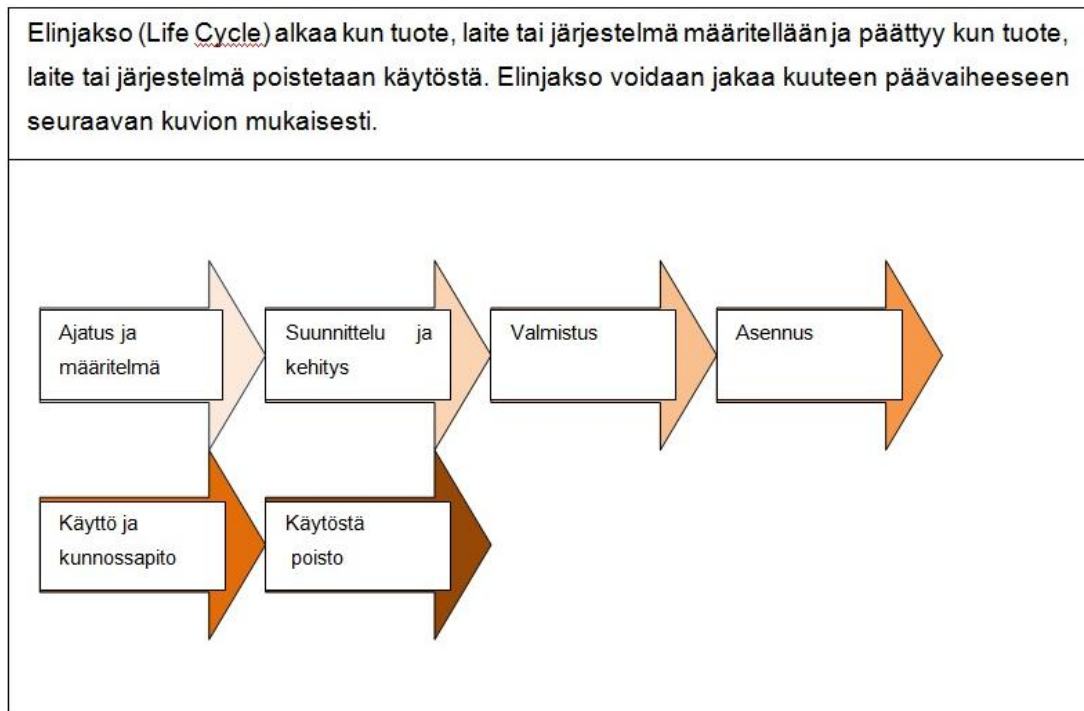 Elinjakso (Life Cycle) alkaa kun tuote, laite tai järjestelmä määritellään ja päättyy kun tuote,
laite tai järjestelmä poistetaan käytöstä. Elinjakso voidaan jakaa kuuteen päävaiheeseen
seuraavan kuvion mukaisesti.
Ajatus ja
määritelmä
Suunnittelu ja
kehitys
Valmistus
Asennus
Käyttö ja
kunnossapito
Käytöstä
poisto